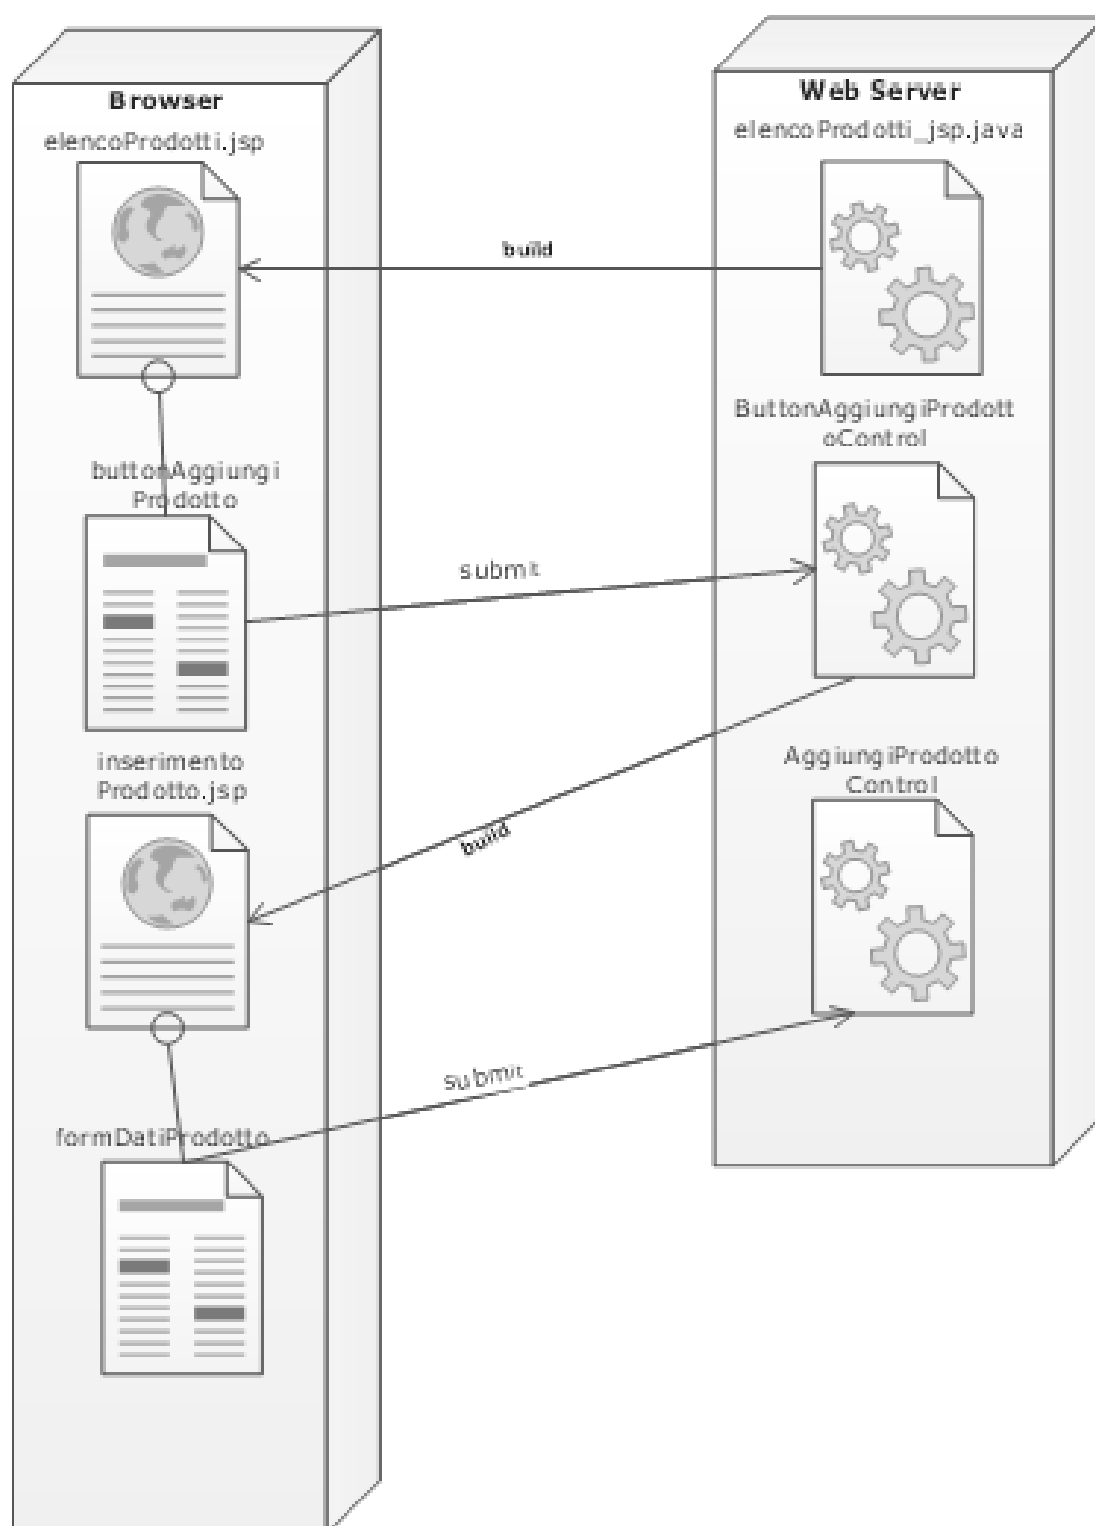 Browser
elencoProdotti.jsp
build
buttonAggiungi
Prodotto
submit
inserimento
Prodotto.jsp
build
submit
formDatiProdotto
Web Server
elencoProdotti_jsp.java
ButtonAggiungiProdott
oControl
AggiungiProdotto
Control